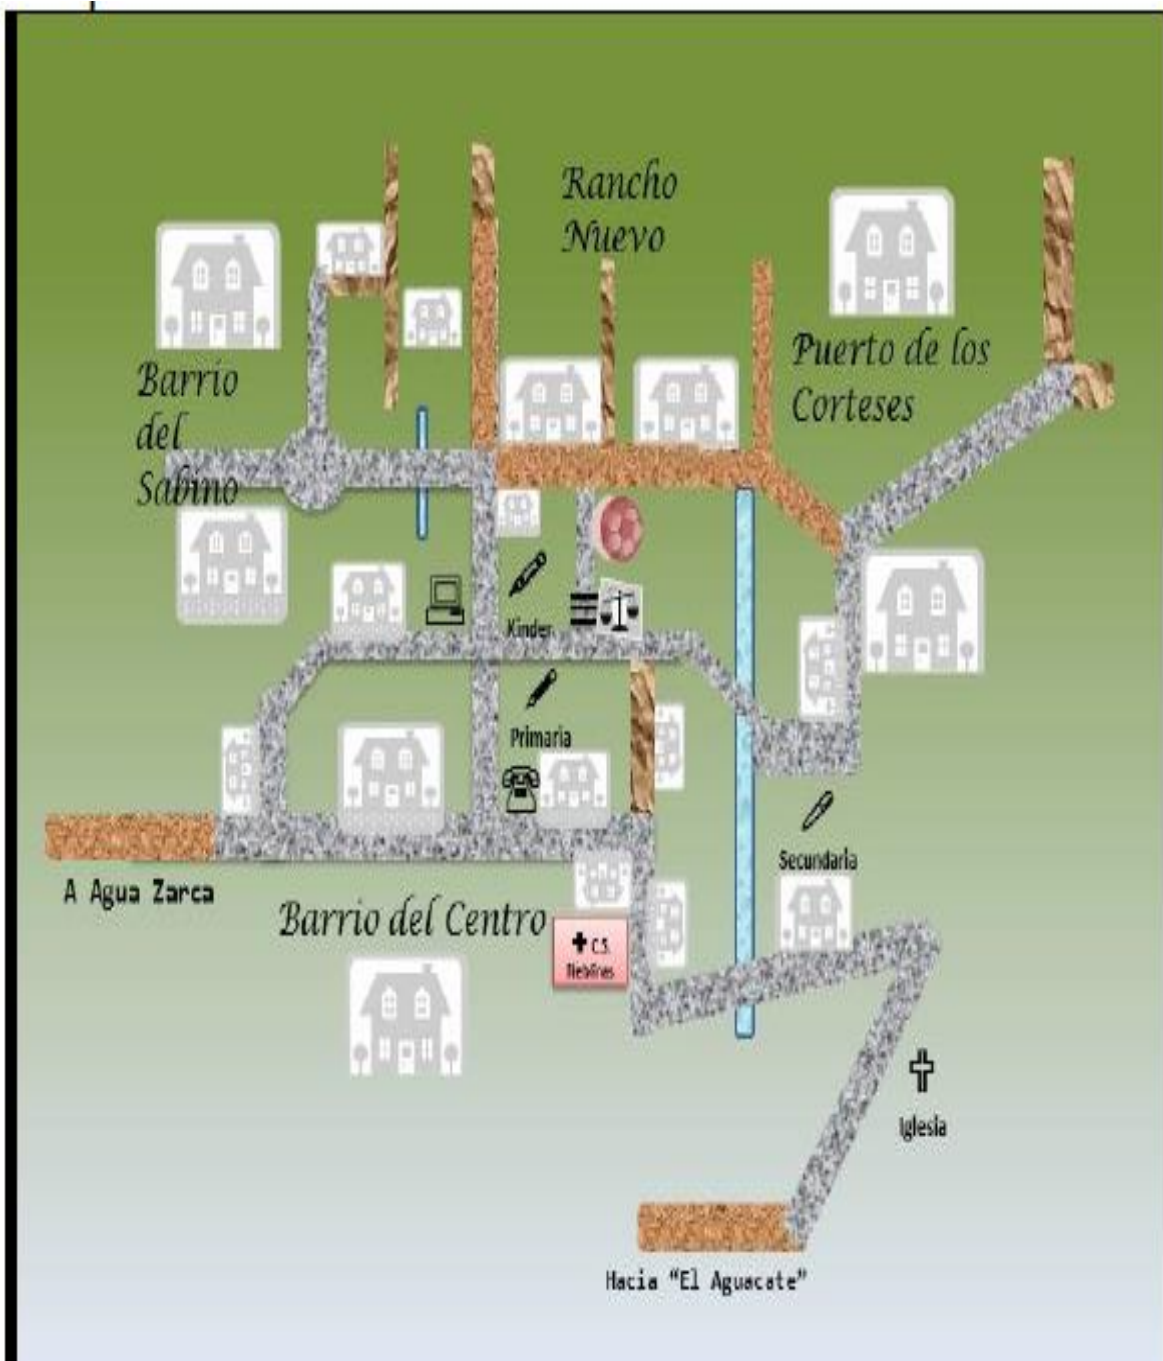 Rancho
Nuevo
Puerto de los
Corteses
Barrio
del
Sabino
Kinder.
Primaria
Secundaria
A Agua Zarca
Barrio del Centro
C.S.
Neblinas
Iglesia
Hacia “El Aguacate”